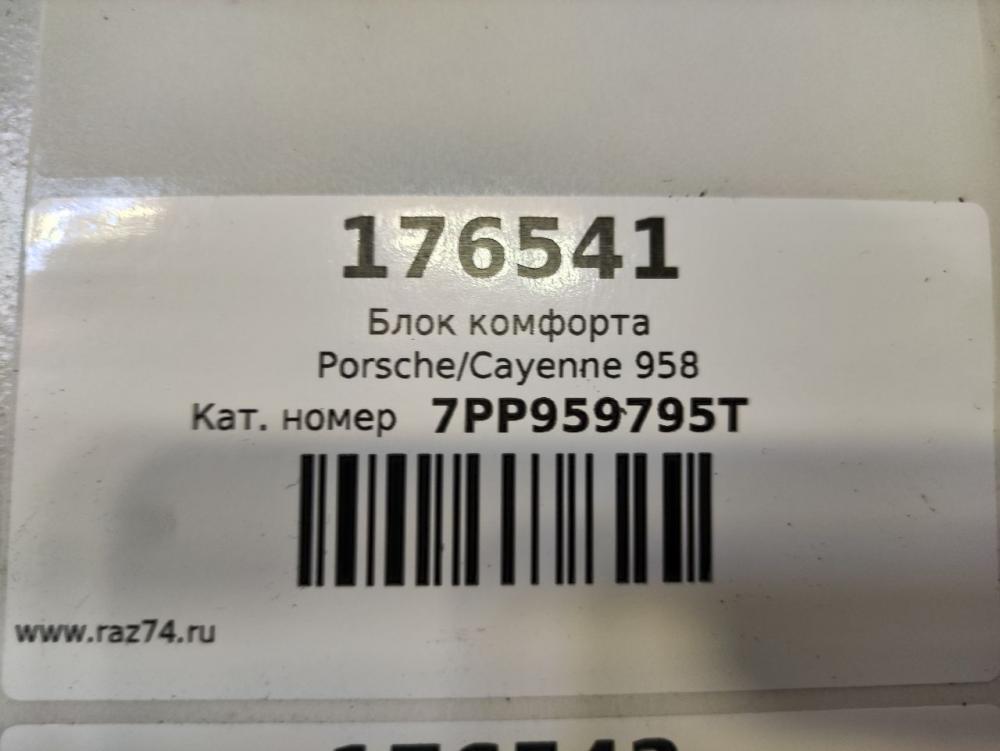 176541
Блок комфорта
Porsche/Cayenne 958
Кат. номер 7PP959795T
www.raz74.ru